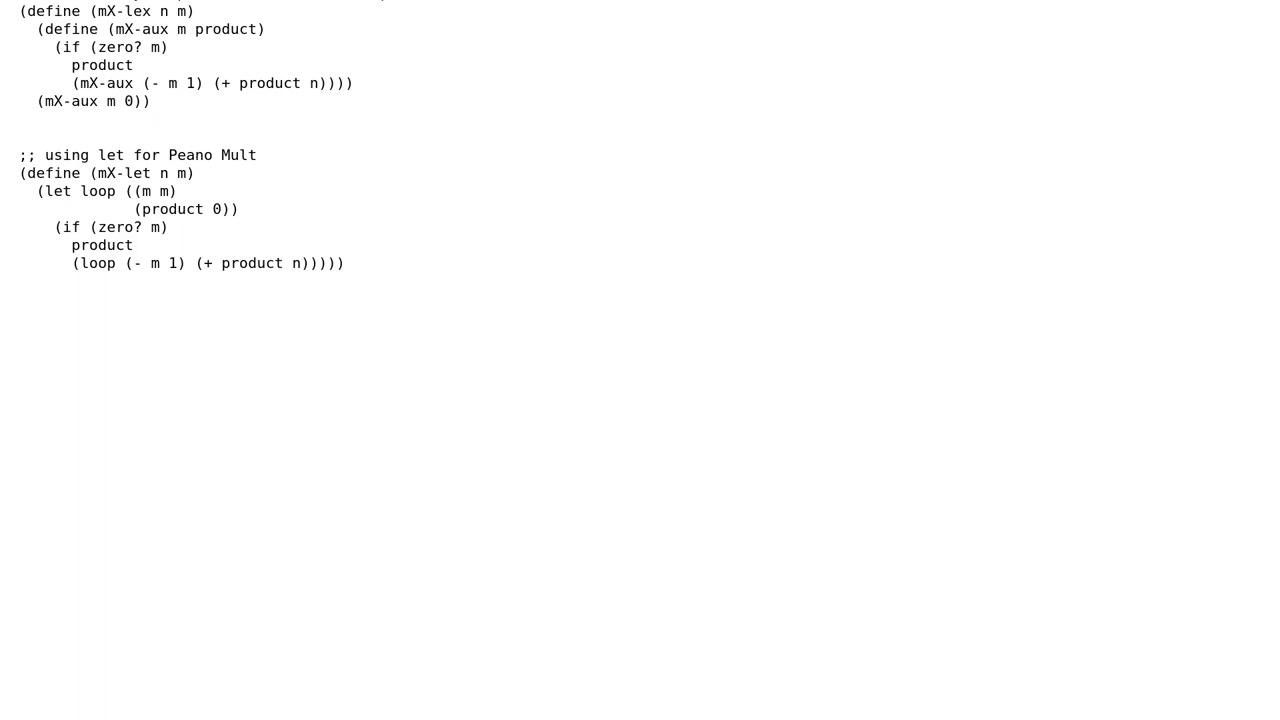 (define (mX-lex n m)
  (define (mX-aux m product)
    (if (zero? m)
      product
      (mX-aux (- m 1) (+ product n))))
  (mX-aux m 0))
;; using let for Peano Mult
(define (mX-let n m)
  (let loop ((m m)
             (product 0))
    (if (zero? m)
      product
      (loop (- m 1) (+ product n)))))